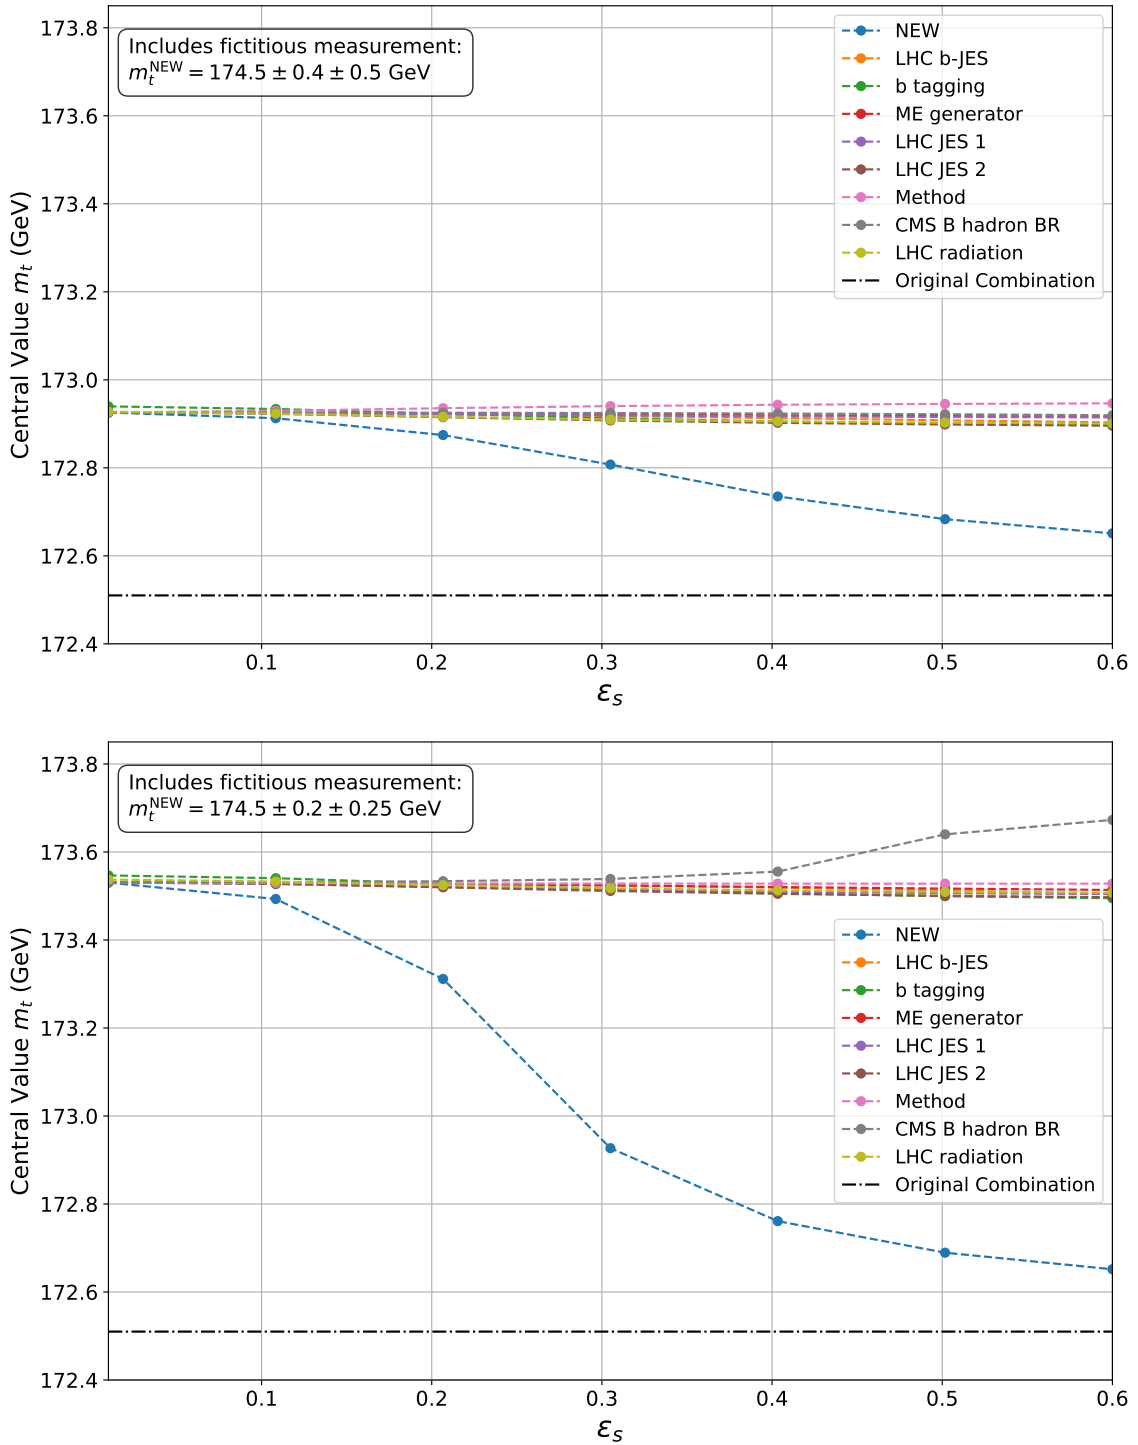 Includes fictitious measurement:
m_t^NEW = 174.5 ± 0.4 ± 0.5 GeV
NEW
LHC b-JES
b tagging
ME generator
LHC JES 1
LHC JES 2
Method
CMS B hadron BR
LHC radiation
Original Combination
Central Value m_t (GeV)
173.8
173.6
173.4
173.2
173.0
172.8
172.6
172.4
0.1 0.2 0.3 0.4 0.5 0.6
ε_s
Includes fictitious measurement:
m_t^NEW = 174.5 ± 0.2 ± 0.25 GeV
NEW
LHC b-JES
b tagging
ME generator
LHC JES 1
LHC JES 2
Method
CMS B hadron BR
LHC radiation
Original Combination
Central Value m_t (GeV)
173.8
173.6
173.4
173.2
173.0
172.8
172.6
172.4
0.1 0.2 0.3 0.4 0.5 0.6
ε_s